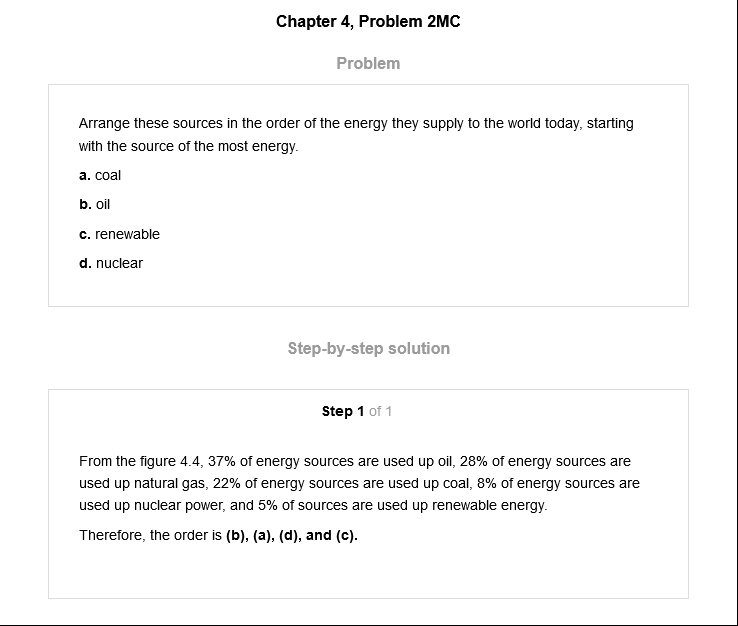 Chapter 4, Problem 2MC
Problem
Arrange these sources in the order of the energy they supply to the world today, starting
with the source of the most energy.
a. coal
b. oil
c. renewable
d. nuclear
Step-by-step solution
Step 1 of 1
From the figure 4.4, 37% of energy sources are used up oil, 28% of energy sources are
used up natural gas, 22% of energy sources are used up coal, 8% of energy sources are
used up nuclear power, and 5% of sources are used up renewable energy.
Therefore, the order is (b), (a), (d), and (c).